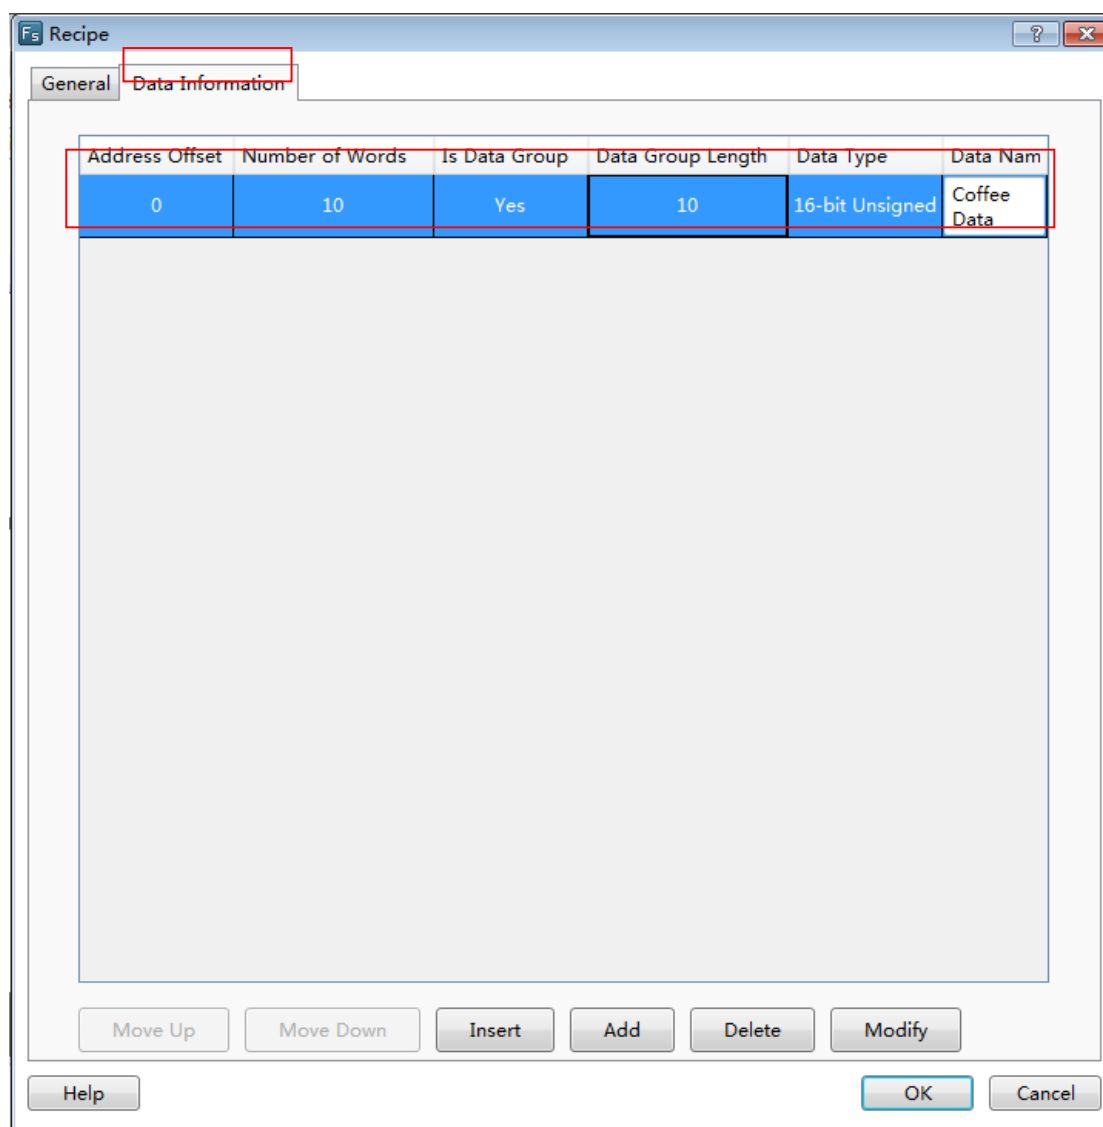 Fs Recipe ?
General Data Information
Address Offset Number of Words Is Data Group Data Group Length Data Type Data Nam
0 10 Yes 10 16-bit Unsigned Coffee
Data
Move Up Move Down Insert Add Delete Modify
Help OK Cancel